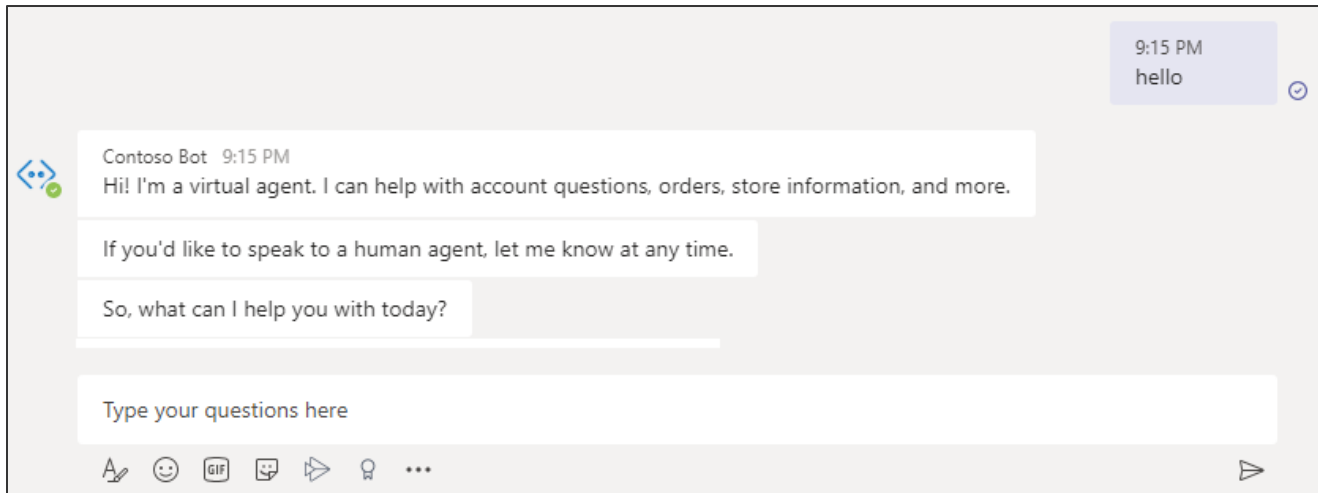 9:15 PM
hello
Contoso Bot 9:15 PM
Hi! I'm a virtual agent. I can help with account questions, orders, store information, and more.
If you'd like to speak to a human agent, let me know at any time.
So, what can I help you with today?
Type your questions here
GIF